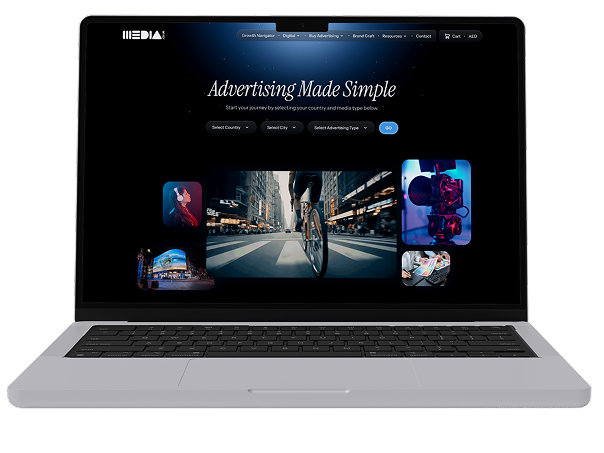 MEDIA
Growth Navigator Digital Buy Advertising Brand Craft Resources Contact Cart AED
Advertising Made Simple
Start your journey by selecting your country and media type below.
Select Country Select City Select Advertising Type GO